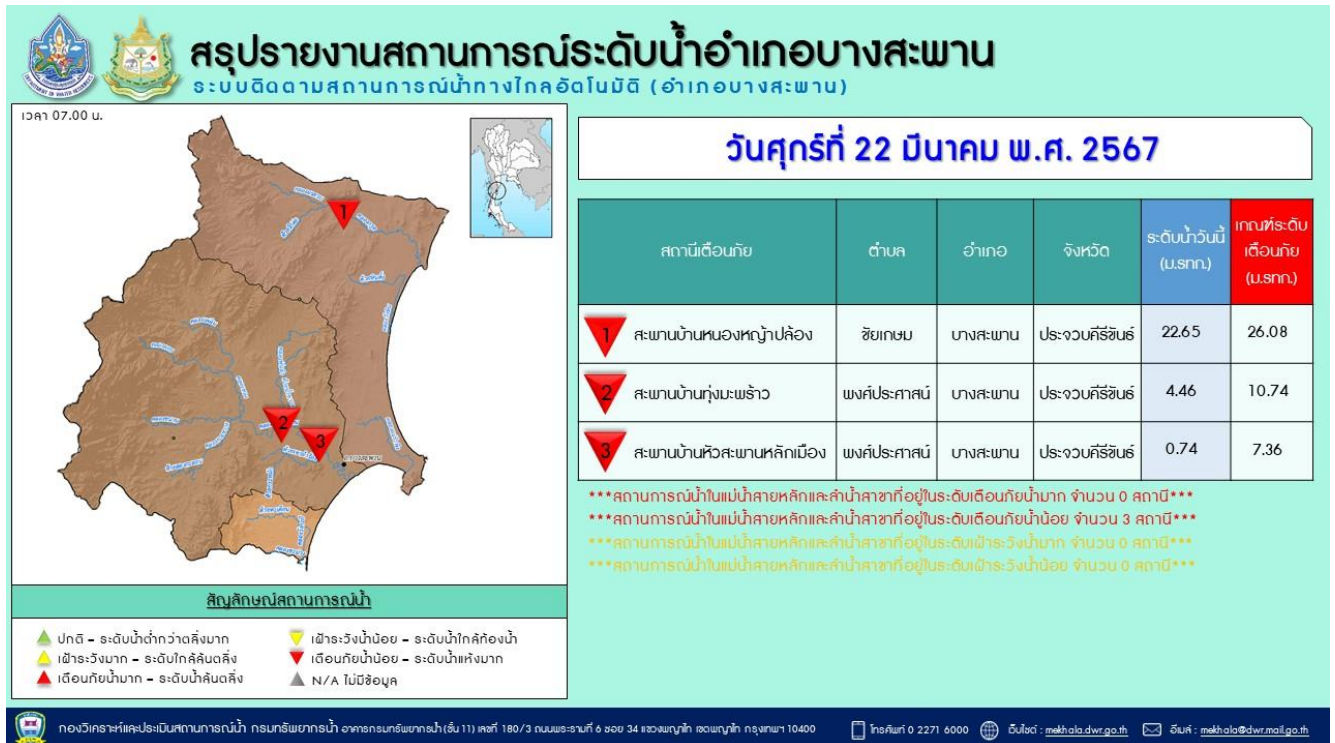 สรุปรายงานสถานการณ์ระดับน้ำอำเภอบางสะพาน
ระบบติดตามสถานการณ์น้ำทางไกลอัตโนมัติ (อำเภอบางสะพาน)
เวลา 07.00 น.
1
2
3
วันศุกร์ที่ 22 มีนาคม พ.ศ. 2567
สถานีเตือนภัย ตำบล อำเภอ จังหวัด ระดับน้ำวันนี้ (ม.รทก.) เกณฑ์ระดับเตือนภัย (ม.รทก.)
1 สะพานบ้านหนองหญ้าปล้อง ชัยเกษม บางสะพาน ประจวบคีรีขันธ์ 22.65 26.08
2 สะพานบ้านทุ่งมะพร้าว พงศ์ประศาสน์ บางสะพาน ประจวบคีรีขันธ์ 4.46 10.74
3 สะพานบ้านหัวสะพานหลักเมือง พงศ์ประศาสน์ บางสะพาน ประจวบคีรีขันธ์ 0.74 7.36
***สถานการณ์น้ำในแม่น้ำสายหลักและลำน้ำสาขาที่อยู่ในระดับเตือนภัยน้ำมาก จำนวน 0 สถานี***
***สถานการณ์น้ำในแม่น้ำสายหลักและลำน้ำสาขาที่อยู่ในระดับเตือนภัยน้ำน้อย จำนวน 3 สถานี***
***สถานการณ์น้ำในแม่น้ำสายหลักและลำน้ำสาขาที่อยู่ในระดับเฝ้าระวังน้ำมาก จำนวน 0 สถานี***
***สถานการณ์น้ำในแม่น้ำสายหลักและลำน้ำสาขาที่อยู่ในระดับเฝ้าระวังน้ำน้อย จำนวน 0 สถานี***
สัญลักษณ์สถานการณ์น้ำ
ปกติ – ระดับน้ำต่ำกว่าตลิ่งมาก
เฝ้าระวังมาก – ระดับใกล้ล้นตลิ่ง
เตือนภัยน้ำมาก – ระดับน้ำล้นตลิ่ง
เฝ้าระวังน้ำน้อย – ระดับน้ำใกล้ท้องน้ำ
เตือนภัยน้ำน้อย – ระดับน้ำแห้งมาก
N/A ไม่มีข้อมูล
กองวิเคราะห์และประเมินสถานการณ์น้ำ กรมทรัพยากรน้ำ อาคารกรมทรัพยากรน้ำ (ชั้น 11) เลขที่ 180/3 ถนนพระรามที่ 6 ซอย 34 แขวงพญาไท เขตพญาไท กรุงเทพฯ 10400 โทรศัพท์ 0 2271 6000 เว็บไซต์ : mekhala.dwr.go.th อีเมล์ : mekhala@dwr.mail.go.th